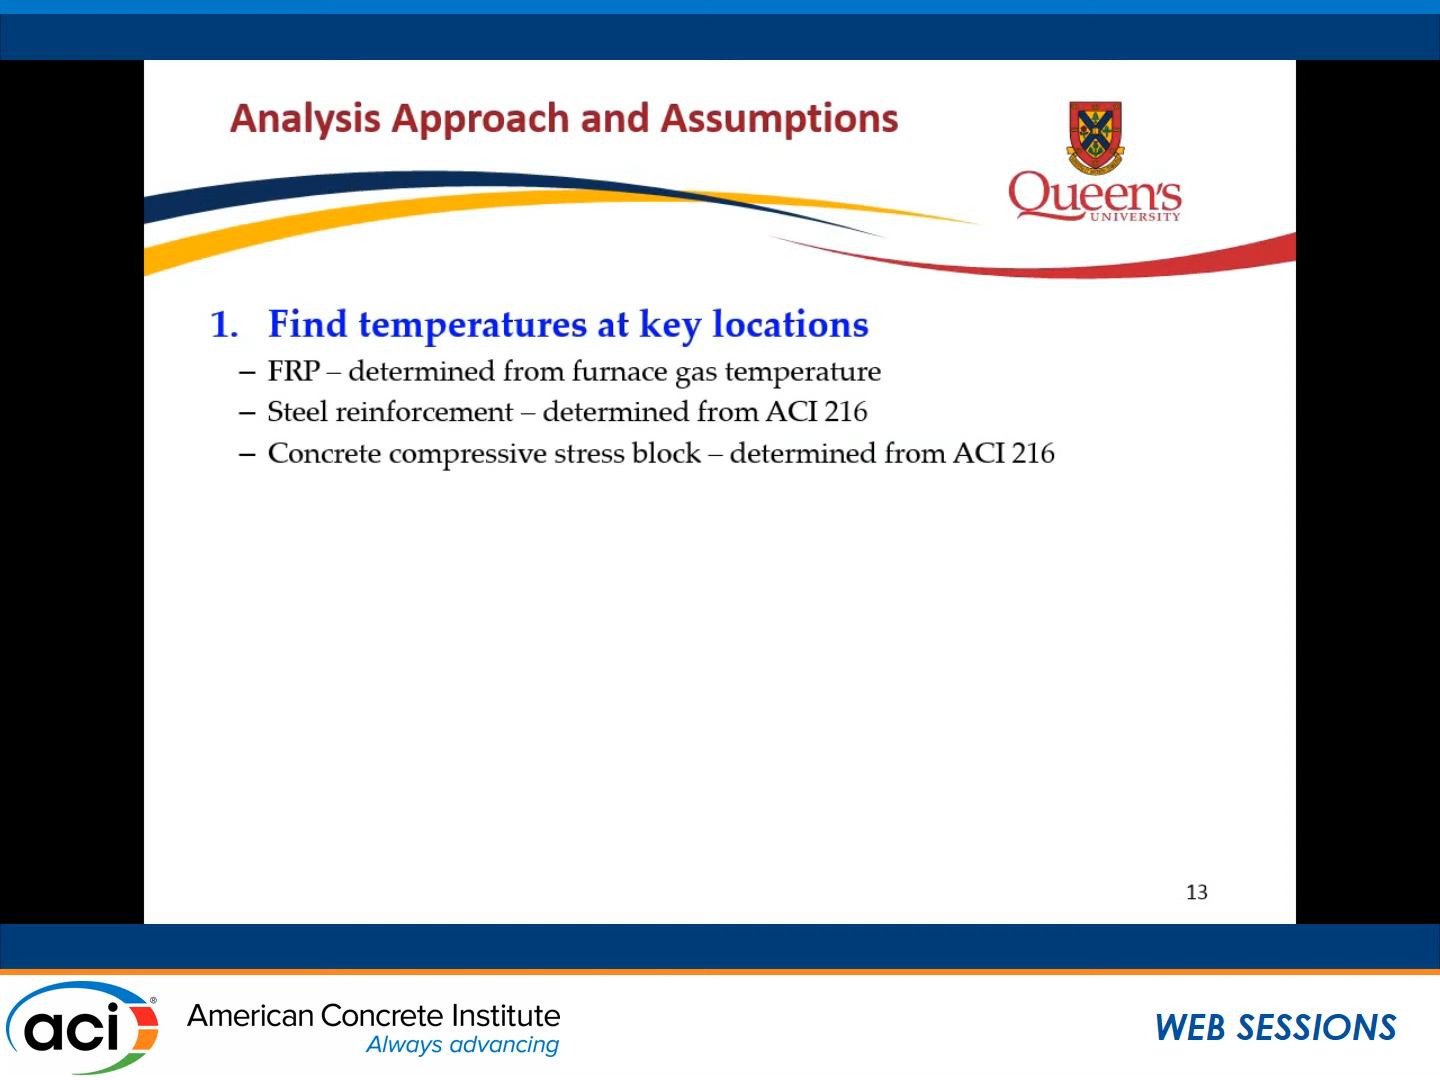 Analysis Approach and Assumptions
Queen's
UNIVERSITY
1. Find temperatures at key locations
– FRP – determined from furnace gas temperature
– Steel reinforcement – determined from ACI 216
– Concrete compressive stress block – determined from ACI 216
13
aci®
American Concrete Institute
Always advancing
WEB SESSIONS